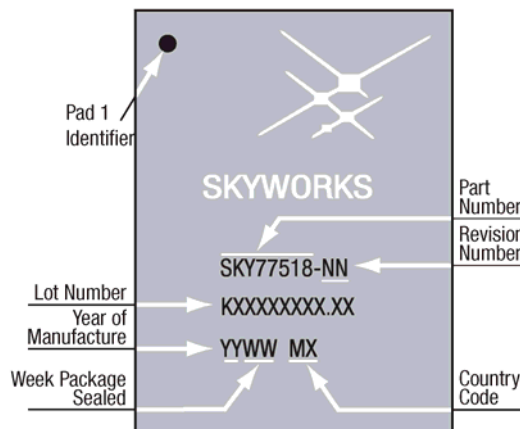 Pad 1
Identifier
SKYWORKS
Part
Number
Revision
Number
SKY77518-NN
Lot Number
KXXXXXXXX.XX
Year of
Manufacture
YYWW MX
Week Package
Sealed
Country
Code